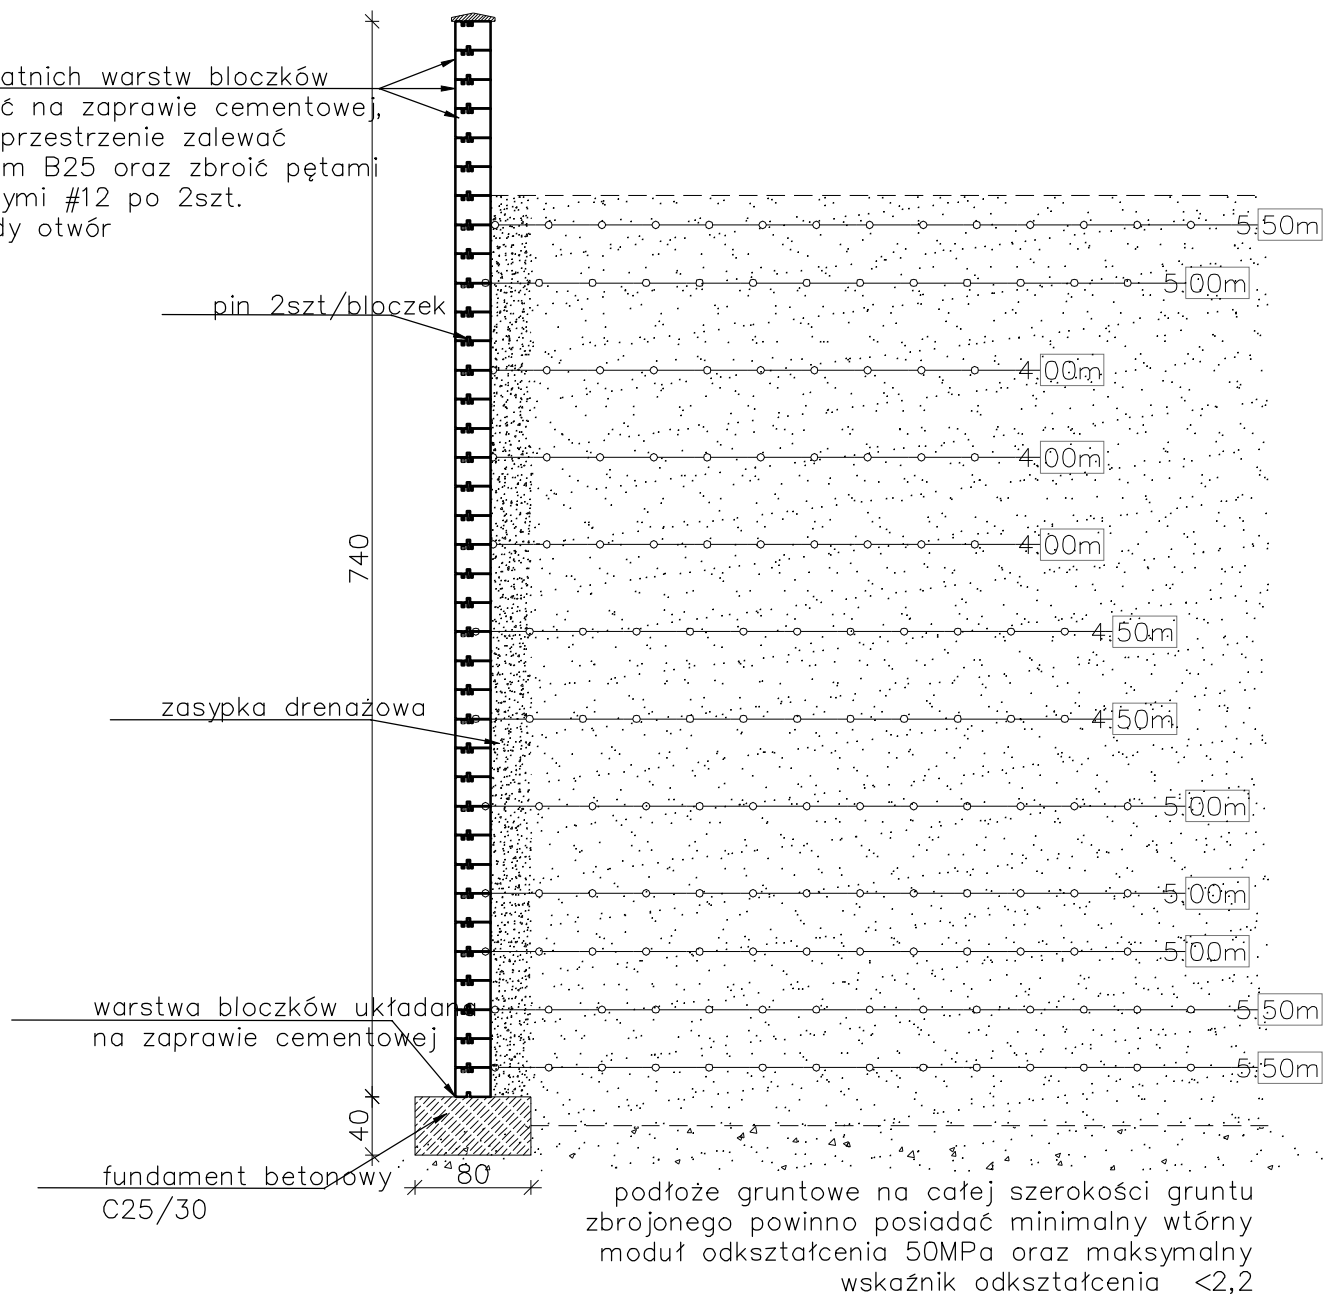 atnich warstw bloczków
ć na zaprawie cementowej,
przestrzenie zalewać
m B25 oraz zbroić pętami
ymi #12 po 2szt.
dy otwór
5.50m
5.00m
pin 2szt/bloczek
4.00m
4.00m
4.00m
740
4.50m
zasypka drenażowa
4.50m
5.00m
5.00m
5.00m
warstwa bloczków układana
na zaprawie cementowej
5.50m
5.50m
40
80
fundament betonowy
C25/30
podłoże gruntowe na całej szerokości gruntu
zbrojonego powinno posiadać minimalny wtórny
moduł odkształcenia 50MPa oraz maksymalny
wskaźnik odkształcenia <2,2